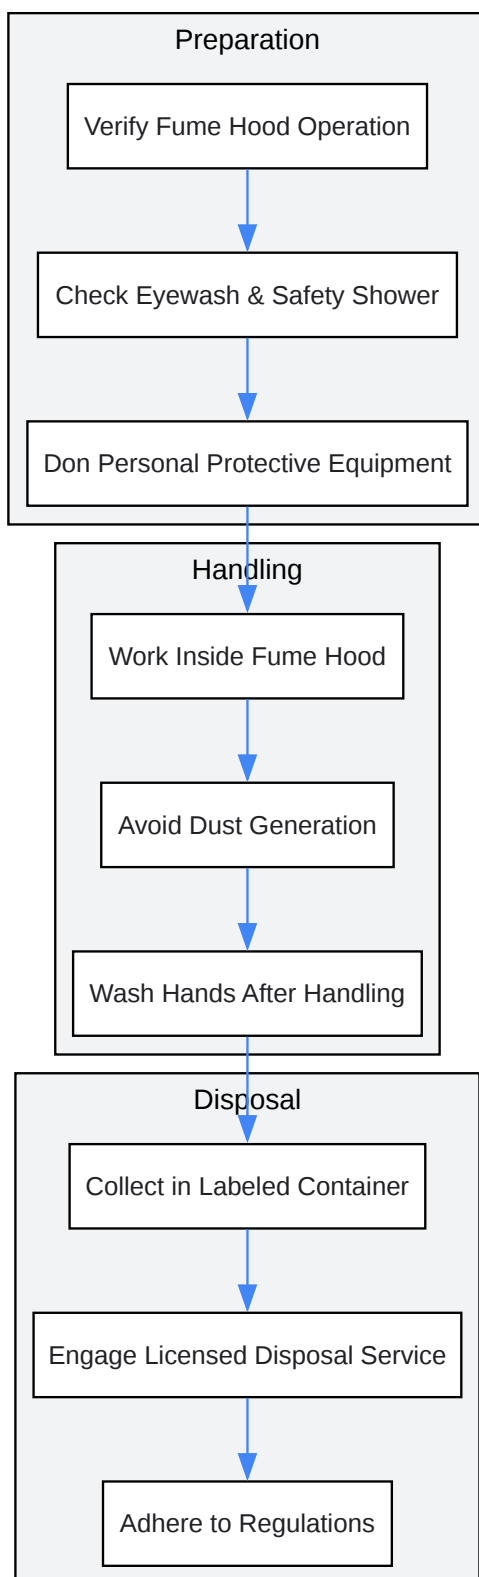 Preparation
Verify Fume Hood Operation
Check Eyewash & Safety Shower
Don Personal Protective Equipment
Handling
Work Inside Fume Hood
Avoid Dust Generation
Wash Hands After Handling
Disposal
Collect in Labeled Container
Engage Licensed Disposal Service
Adhere to Regulations